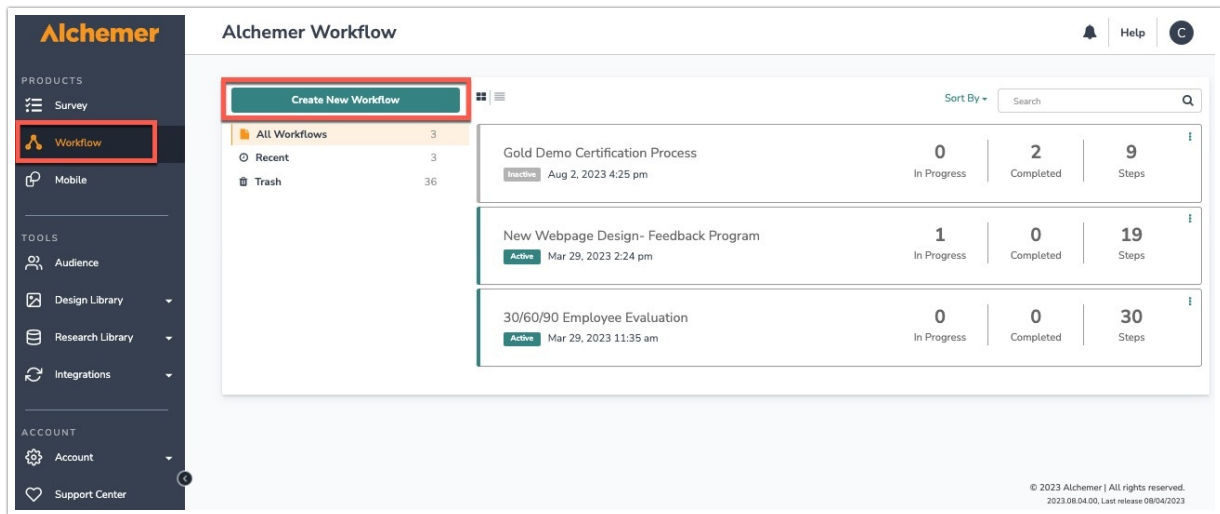 Alchemer
Alchemer Workflow
Help
C
PRODUCTS
Survey
Workflow
Mobile
TOOLS
Audience
Design Library
Research Library
Integrations
ACCOUNT
Account
Support Center
Create New Workflow
All Workflows 3
Recent 3
Trash 36
Sort By
Search
Gold Demo Certification Process
Inactive Aug 2, 2023 4:25 pm
0 2 9
In Progress Completed Steps
New Webpage Design- Feedback Program
Active Mar 29, 2023 2:24 pm
1 0 19
In Progress Completed Steps
30/60/90 Employee Evaluation
Active Mar 29, 2023 11:35 am
0 0 30
In Progress Completed Steps
© 2023 Alchemer | All rights reserved.
2023.08.04.00, Last release 08/04/2023